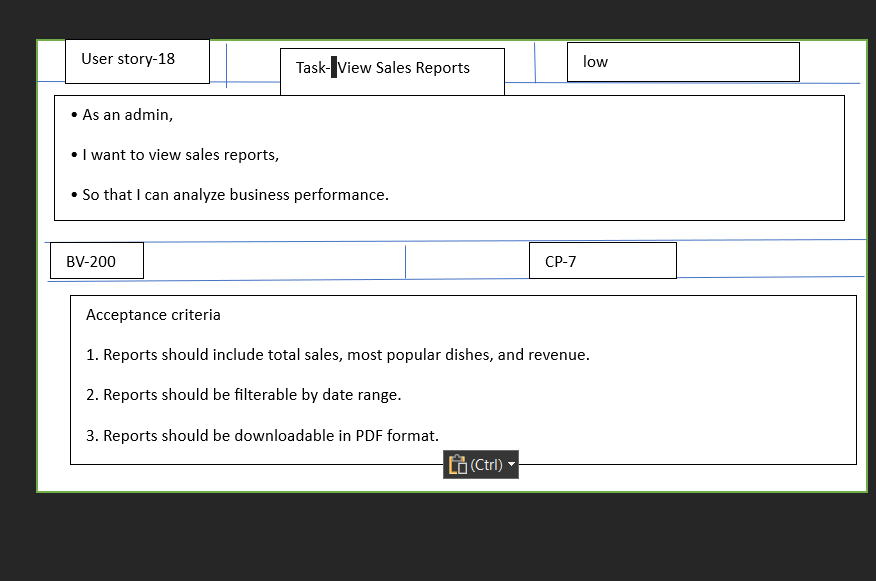 User story-18
Task- View Sales Reports
low
• As an admin,
• I want to view sales reports,
• So that I can analyze business performance.
BV-200
CP-7
Acceptance criteria
1. Reports should include total sales, most popular dishes, and revenue.
2. Reports should be filterable by date range.
3. Reports should be downloadable in PDF format.
(Ctrl)